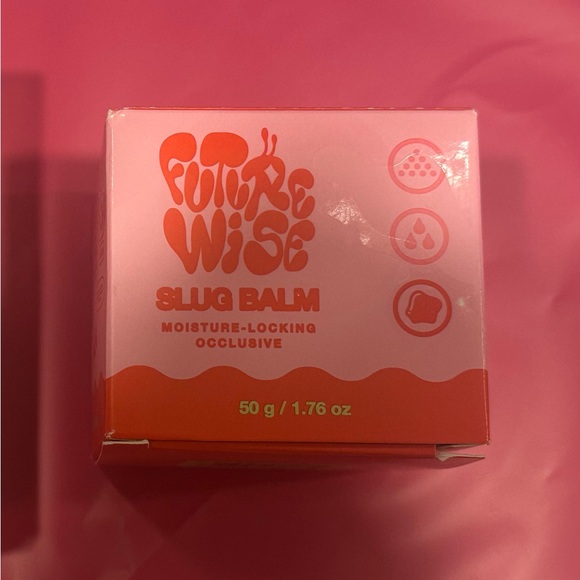 FUTURE
WISE
SLUG BALM
MOISTURE-LOCKING
OCCLUSIVE
50 g / 1.76 oz